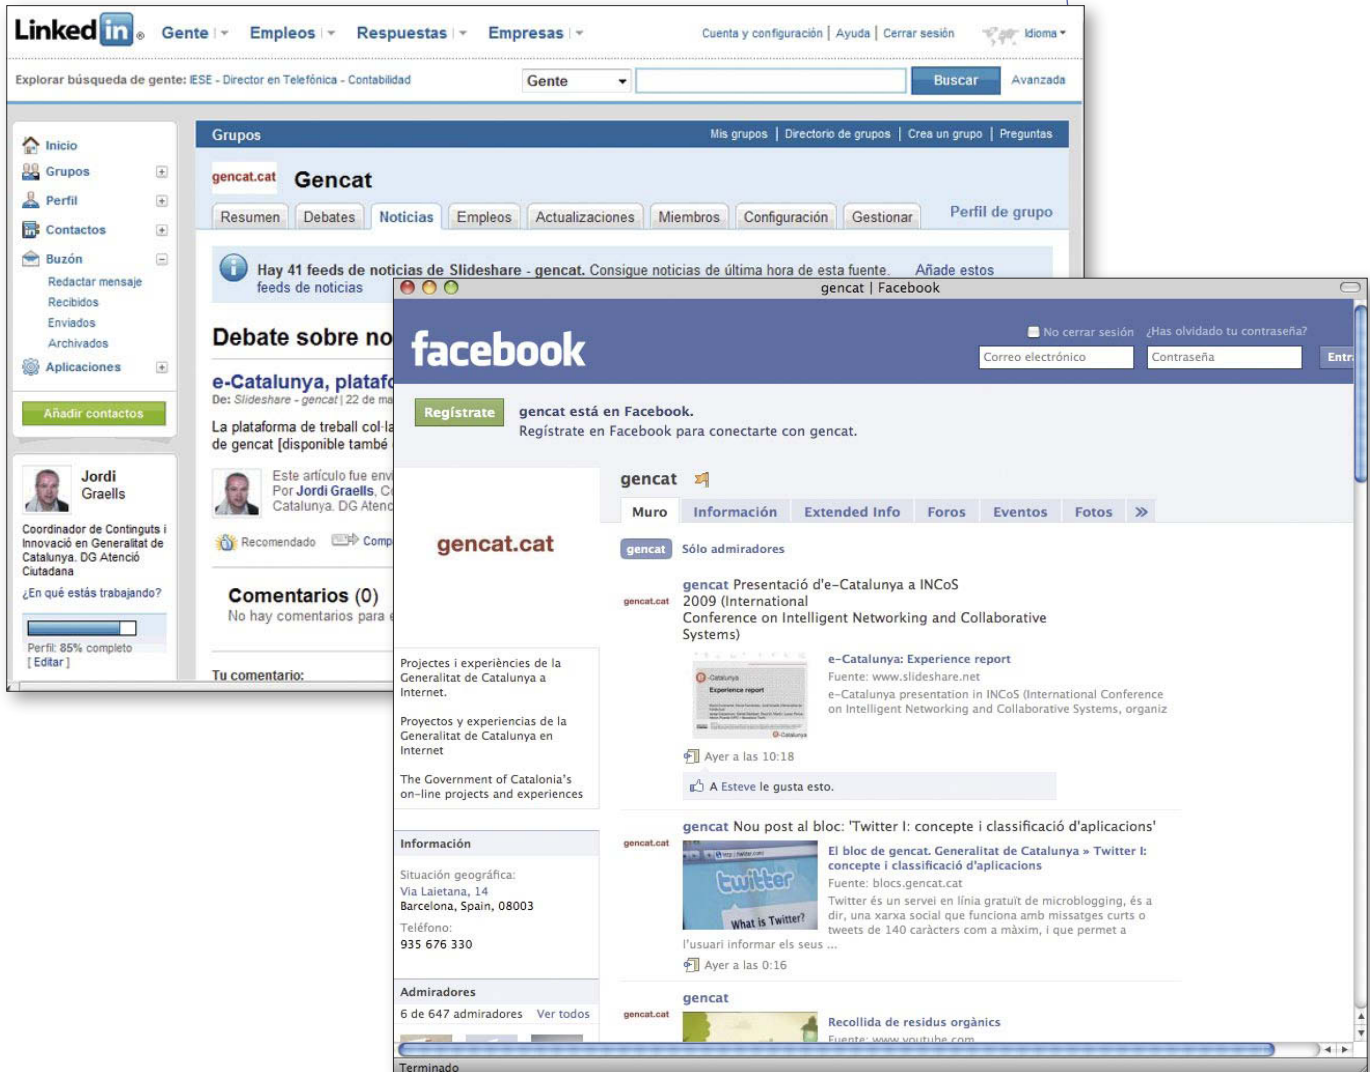 Linked in ®
Gente Empleos Respuestas Empresas
Cuenta y configuración | Ayuda | Cerrar sesión Idioma
Explorar búsqueda de gente: IESE - Director en Telefónica - Contabilidad
Gente
Buscar
Avanzada
Inicio
Grupos
Perfil
Contactos
Buzón
Redactar mensaje
Recibidos
Enviados
Archivados
Aplicaciones
Añadir contactos
Jordi
Graells
Coordinador de Continguts i
Innovació en Generalitat de
Catalunya. DG Atenció
Ciutadana
¿En qué estás trabajando?
Perfil: 85% completo
[ Editar ]
Grupos
Mis grupos | Directorio de grupos | Crea un grupo | Preguntas
gencat.cat Gencat
Resumen Debates Noticias Empleos Actualizaciones Miembros Configuración Gestionar Perfil de grupo
Hay 41 feeds de noticias de Slideshare - gencat. Consigue noticias de última hora de esta fuente. Añade estos
feeds de noticias
Debate sobre no
e-Catalunya, platafo
De: Slideshare - gencat | 22 de ma
La plataforma de treball col·la
de gencat [disponible també
Este artículo fue envi
Por Jordi Graells, C
Catalunya. DG Atenc
Recomendado Comp
Comentarios (0)
No hay comentarios para e
Tu comentario:
gencat | Facebook
facebook
No cerrar sesión ¿Has olvidado tu contraseña?
Correo electrónico Contraseña Entr
Regístrate
gencat está en Facebook.
Regístrate en Facebook para conectarte con gencat.
gencat.cat
Projectes i experiències de la
Generalitat de Catalunya a
Internet.
Proyectos y experiencias de la
Generalitat de Catalunya en
Internet
The Government of Catalonia's
on-line projects and experiences
Información
Situación geográfica:
Via Laietana, 14
Barcelona, Spain, 08003
Teléfono:
935 676 330
Admiradores
6 de 647 admiradores Ver todos
gencat
Muro Información Extended Info Foros Eventos Fotos »
gencat Sólo admiradores
gencat.cat
gencat Presentació d'e-Catalunya a INCoS
2009 (International
Conference on Intelligent Networking and Collaborative
Systems)
e-Catalunya
Experience report
e-Catalunya
e-Catalunya: Experience report
Fuente: www.slideshare.net
e-Catalunya presentation in INCoS (International Conference
on Intelligent Networking and Collaborative Systems, organiz
Ayer a las 10:18
A Esteve le gusta esto.
gencat.cat
gencat Nou post al bloc: 'Twitter I: concepte i classificació d'aplicacions'
twitter
What is Twitter?
El bloc de gencat. Generalitat de Catalunya » Twitter I:
concepte i classificació d'aplicacions
Fuente: blocs.gencat.cat
Twitter és un servei en línia gratuït de microblogging, és a
dir, una xarxa social que funciona amb missatges curts o
tweets de 140 caràcters com a màxim, i que permet a
l'usuari informar els seus ...
Ayer a las 0:16
gencat.cat
gencat
Recollida de residus orgànics
Fuente: www.youtube.com
Terminado